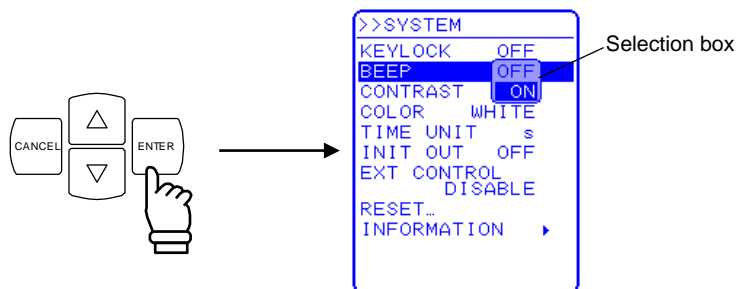 >>SYSTEM
KEYLOCK OFF
BEEP OFF
CONTRAST ON
COLOR WHITE
TIME UNIT s
INIT OUT OFF
EXT CONTROL
DISABLE
RESET…
INFORMATION
Selection box
CANCEL
ENTER